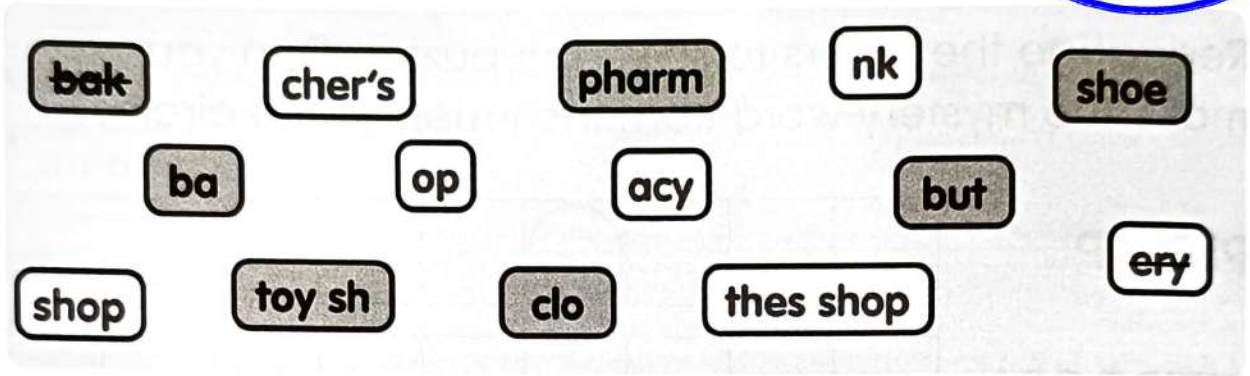 bak cher's pharm nk shoe
ba op acy but
ery
shop toy sh clo thes shop